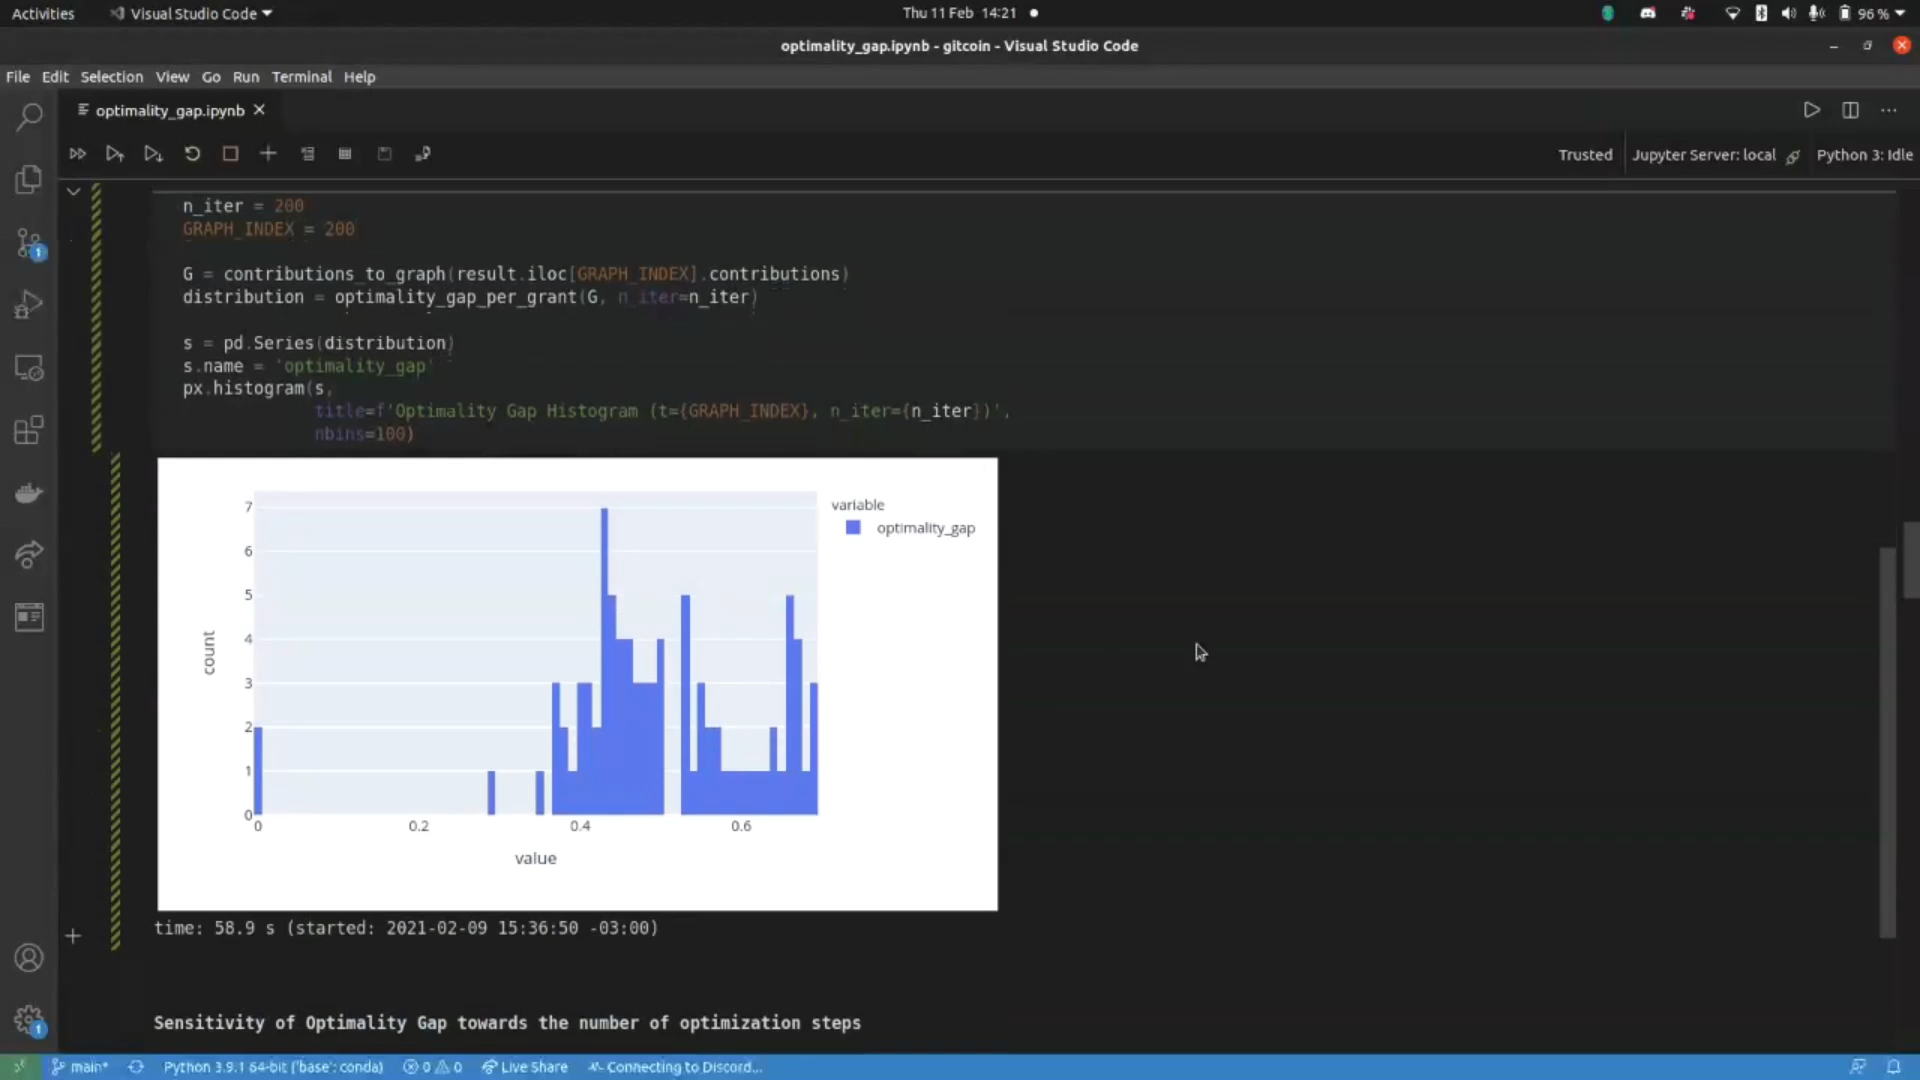 Activities Visual Studio Code Thu 11 Feb 14:21 96 %
optimality_gap.ipynb - gitcoin - Visual Studio Code
File Edit Selection View Go Run Terminal Help
optimality_gap.ipynb
Trusted Jupyter Server: local Python 3: Idle
n_iter = 200
GRAPH_INDEX = 200
G = contributions_to_graph(result.iloc[GRAPH_INDEX].contributions)
distribution = optimality_gap_per_grant(G, n_iter=n_iter)
s = pd.Series(distribution)
s.name = 'optimality_gap'
px.histogram(s,
title=f'Optimality Gap Histogram (t={GRAPH_INDEX}, n_iter={n_iter})',
nbins=100)
variable
optimality_gap
7
6
5
4
3
2
1
0
count
0 0.2 0.4 0.6
value
time: 58.9 s (started: 2021-02-09 15:36:50 -03:00)
Sensitivity of Optimality Gap towards the number of optimization steps
1
1
main* Python 3.9.1 64-bit ('base': conda) 0 0 Live Share Connecting to Discord...